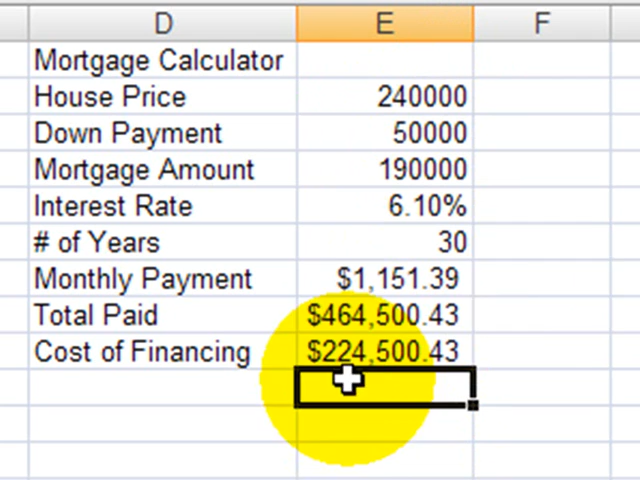 D E F
Mortgage Calculator
House Price 240000
Down Payment 50000
Mortgage Amount 190000
Interest Rate 6.10%
# of Years 30
Monthly Payment $1,151.39
Total Paid $464,500.43
Cost of Financing $224,500.43